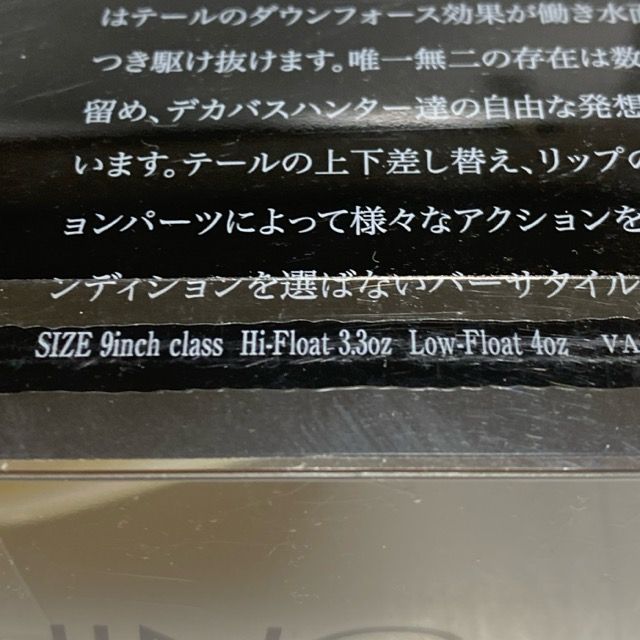 はテールのダウンフォース効果が働き水面
つき駆け抜けます。唯一無二の存在は数
留め、デカバスハンター達の自由な発想
います。テールの上下差し替え、リップの
ョンパーツによって様々なアクションを
ンディションを選ばないバーサタイル
SIZE 9inch class Hi-Float 3.3oz Low-Float 4oz VA